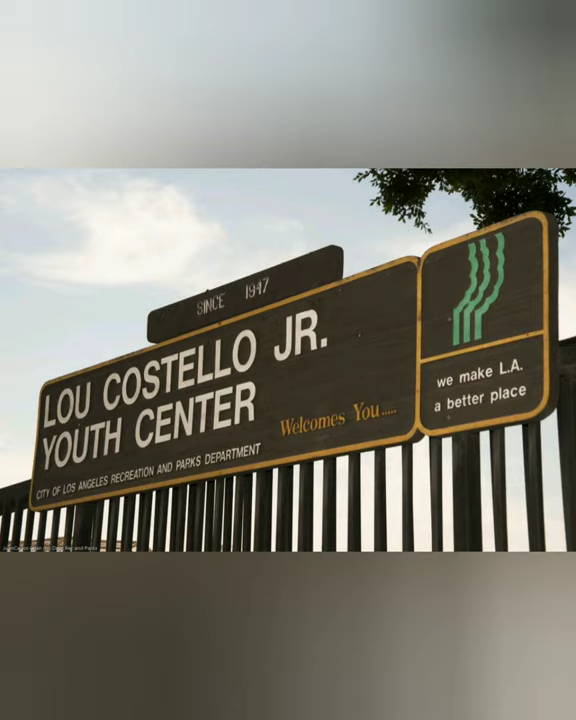 SINCE 1947
LOU COSTELLO JR.
YOUTH CENTER
Welcomes You.....
CITY OF LOS ANGELES RECREATION AND PARKS DEPARTMENT
we make L.A.
a better place